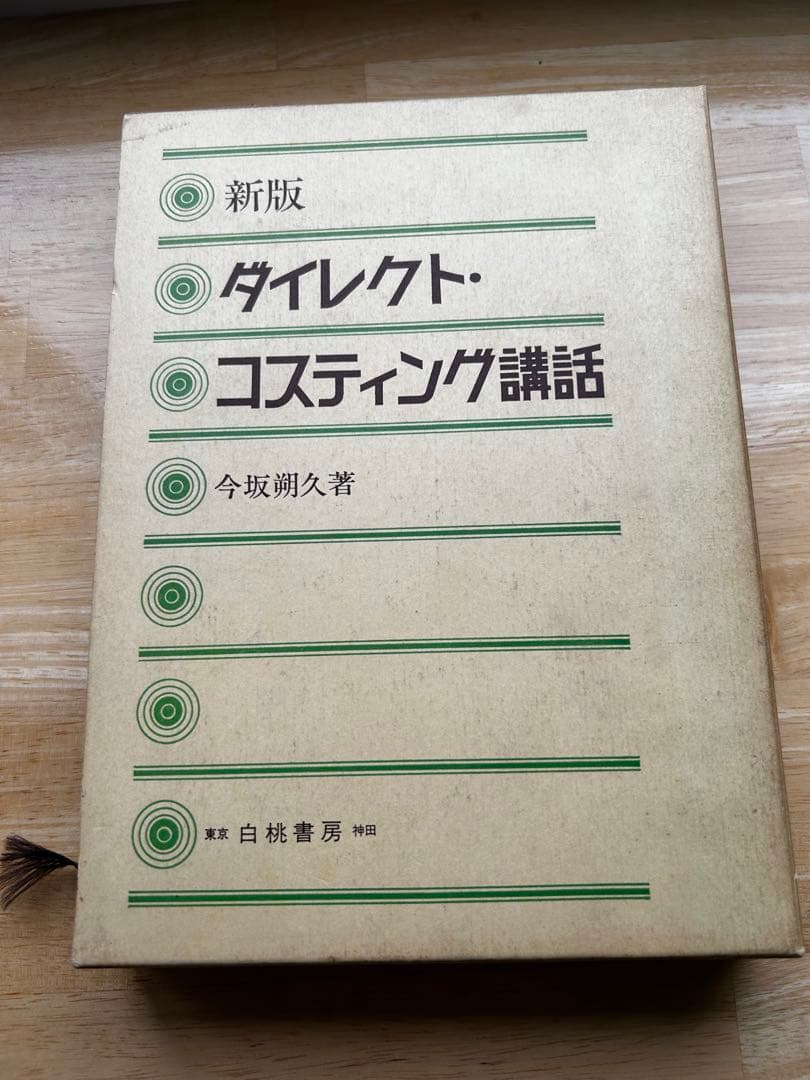 新版
ダイレクト・
コスティング講話
今坂朔久著
東京 白桃書房 神田